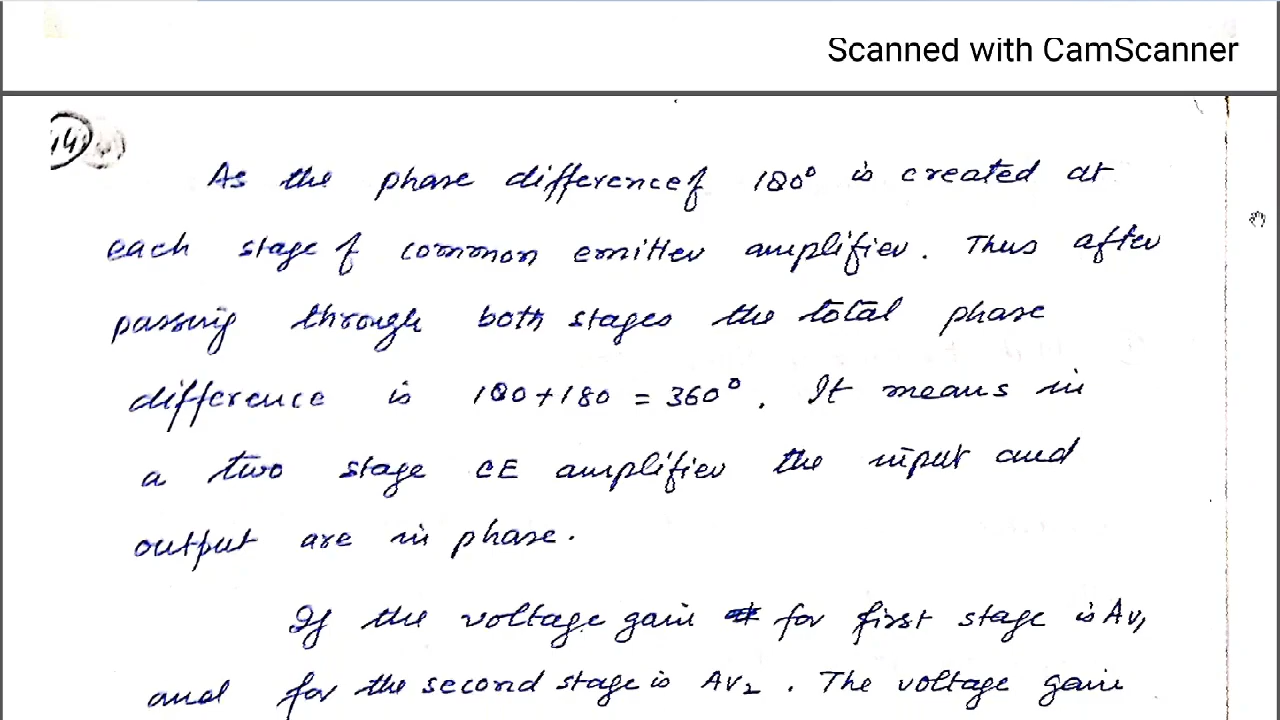 Scanned with CamScanner
14
As the phase difference of 180° is created at
each stage of common emitter amplifier. Thus after
passing through both stages the total phase
difference is 180+180 = 360°. It means in
a two stage CE amplifier the input and
output are in phase.
If the voltage gain for first stage is Av1
and for the second stage is Av2. The voltage gain